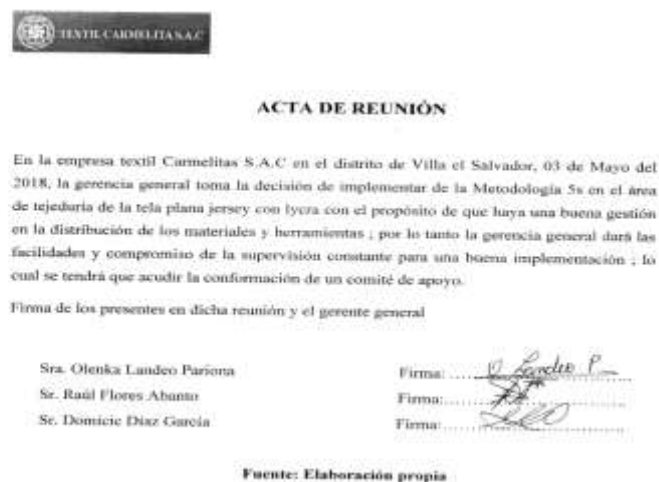 TEXTIL CARMELITA S.A.C
ACTA DE REUNIÓN
En la empresa textil Carmelitas S.A.C en el distrito de Villa el Salvador, 03 de Mayo del
2018, la gerencia general toma la decisión de implementar de la Metodología 5s en el área
de tejeduría de la tela plana jersey con lycra con el propósito de que haya una buena gestión
en la distribución de los materiales y herramientas ; por lo tanto la gerencia general dará las
facilidades y compromiso de la supervisión constante para una buena implementación ; lo
cual se tendrá que acudir la conformación de un comité de apoyo.
Firma de los presentes en dicha reunión y el gerente general
Sra. Olenka Landeo Pariona Firma: O Landeo P.
Sr. Raúl Flores Abanto Firma:
Sr. Domicie Díaz García Firma:
Fuente: Elaboración propia